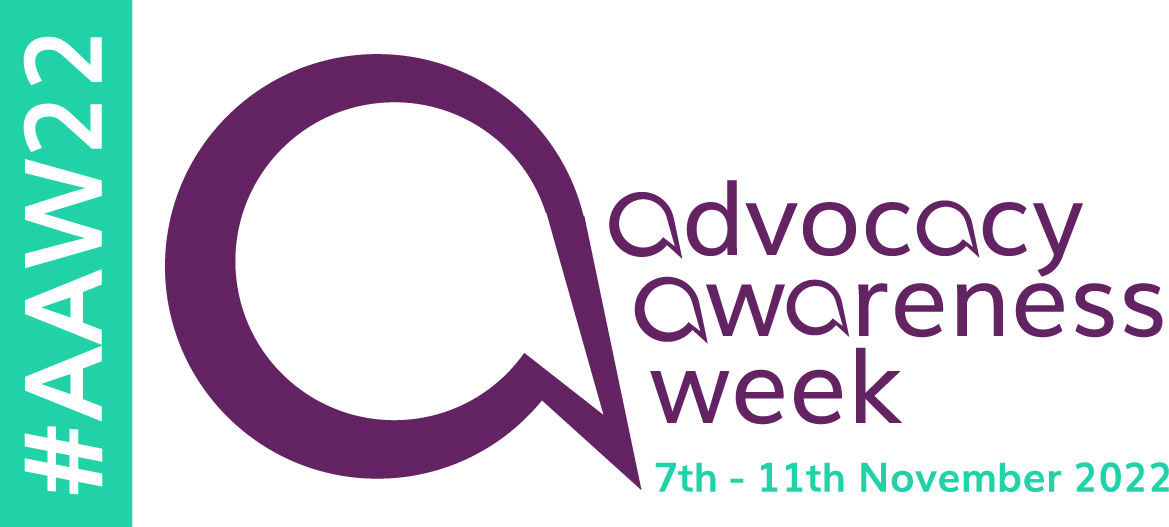 #AAW22
advocacy
awareness
week
7th - 11th November 2022